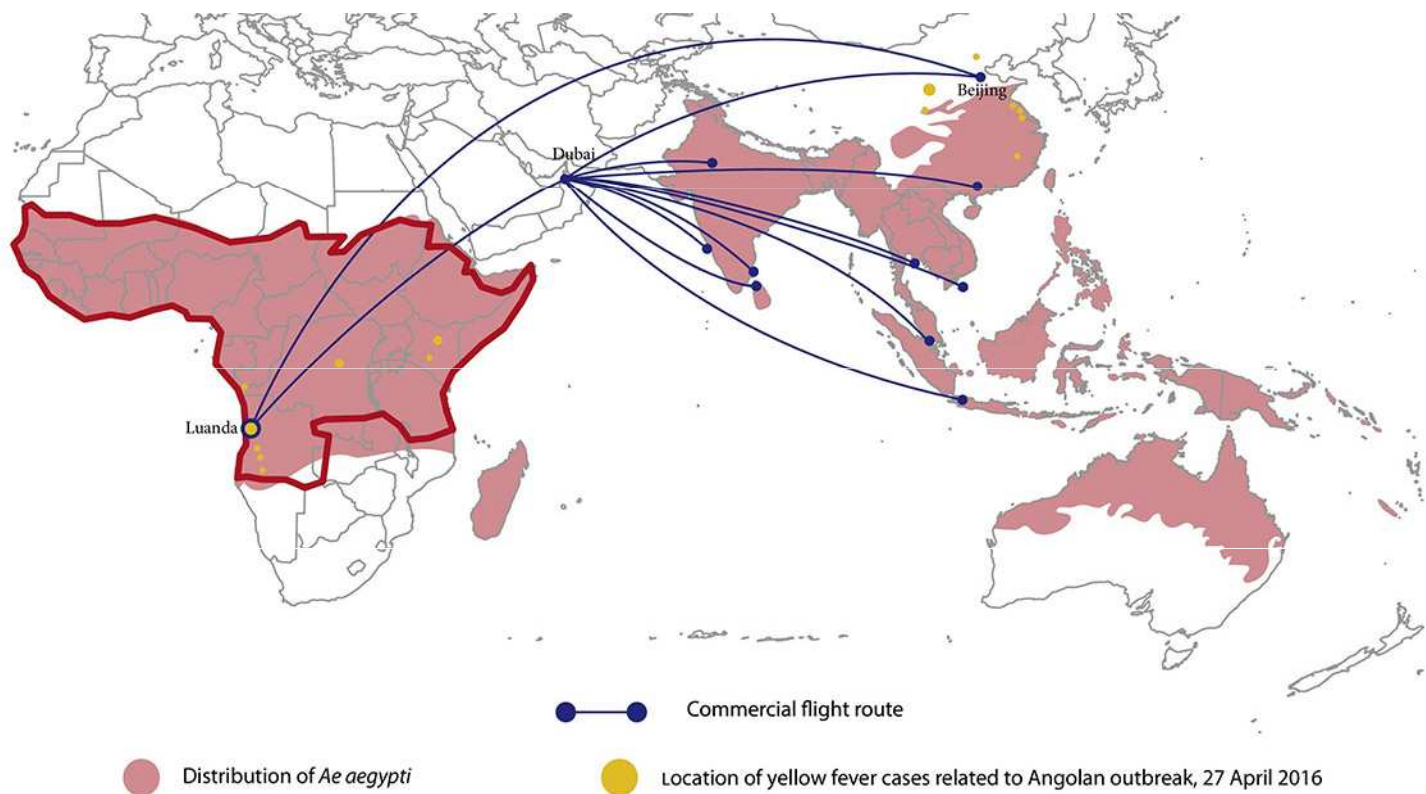 Beijing
Dubai
Luanda
Commercial flight route
Distribution of Ae aegypti
Location of yellow fever cases related to Angolan outbreak, 27 April 2016